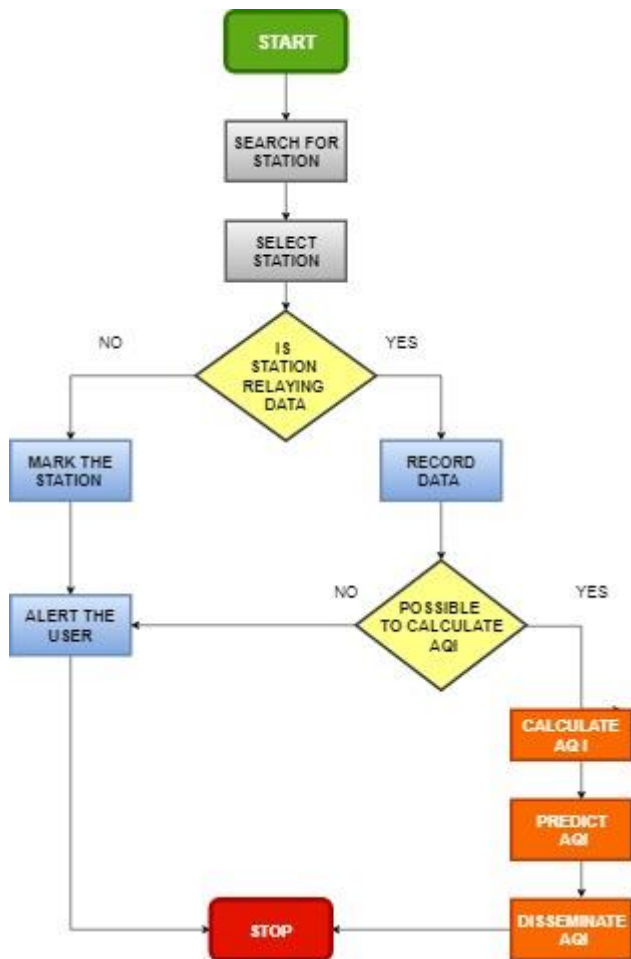 START
SEARCH FOR
STATION
SELECT
STATION
NO
YES
IS
STATION
RELAYING
DATA
MARK THE
STATION
RECORD
DATA
NO
YES
POSSIBLE
TO CALCULATE
AQI
ALERT THE
USER
CALCULATE
AQ I
PREDICT
AQI
DISSEMINATE
AQI
STOP